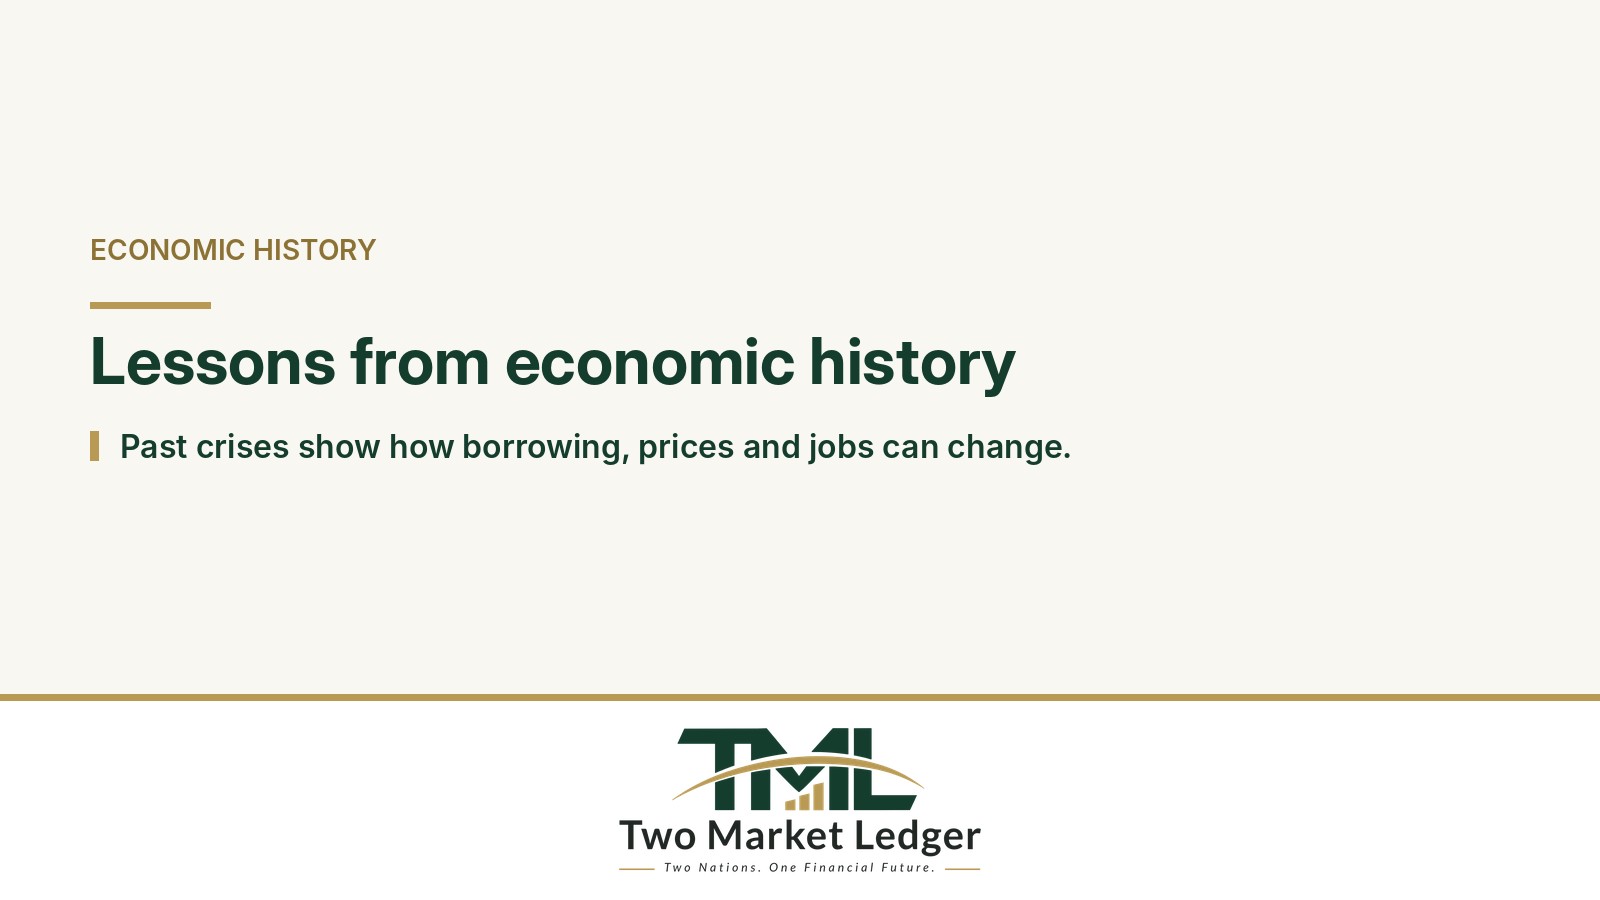 ECONOMIC HISTORY
Lessons from economic history
Past crises show how borrowing, prices and jobs can change.
TML
Two Market Ledger
Two Nations. One Financial Future.